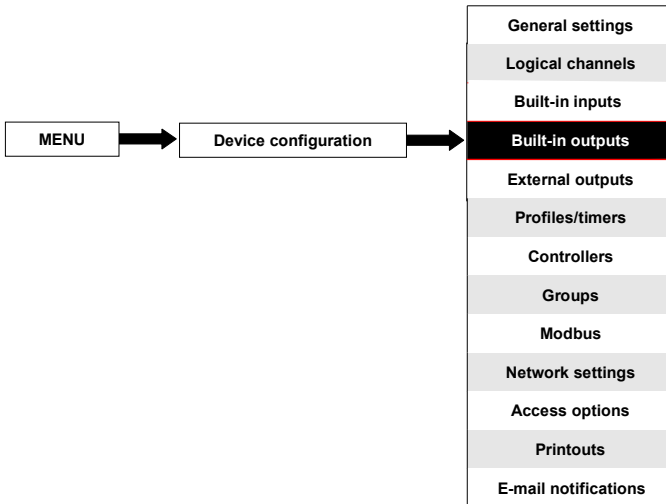 General settings
Logical channels
Built-in inputs
MENU
Device configuration
Built-in outputs
External outputs
Profiles/timers
Controllers
Groups
Modbus
Network settings
Access options
Printouts
E-mail notifications